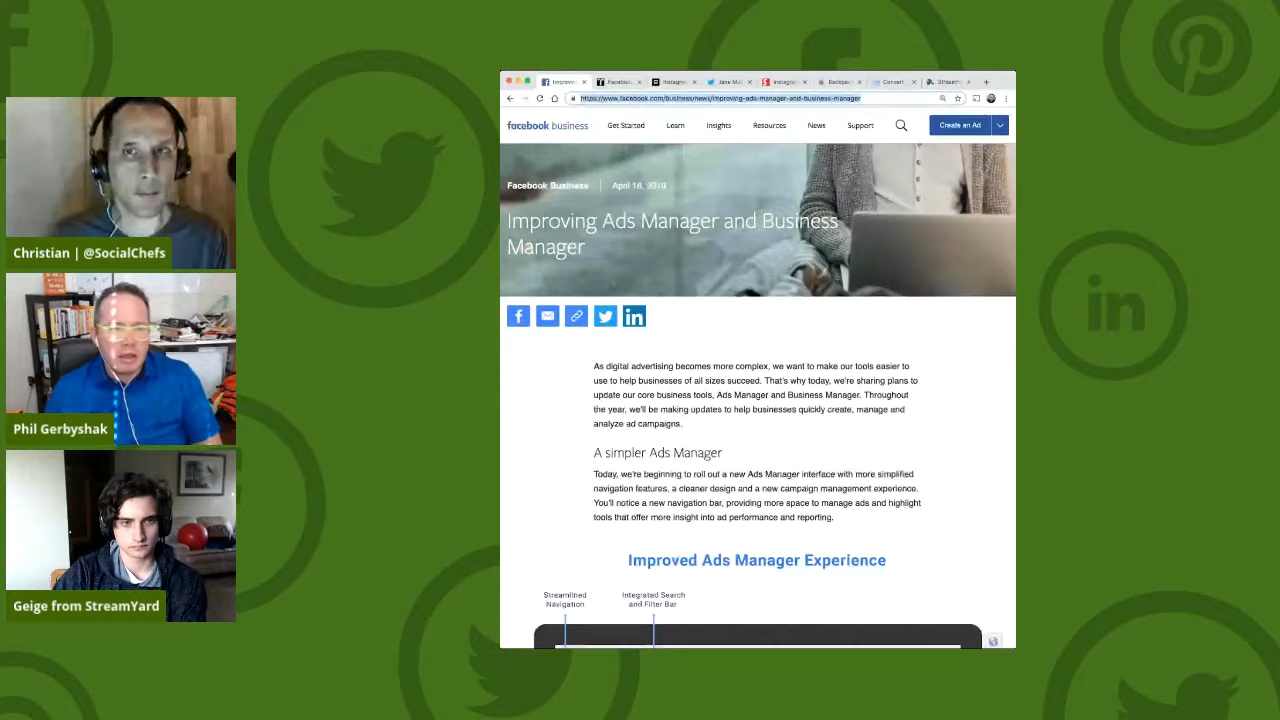 Christian | @SocialChefs
Phil Gerbyshak
Geige from StreamYard
https://www.facebook.com/business/news/improving-ads-manager-and-business-manager
facebook business
Get Started
Learn
Insights
Resources
News
Support
Create an Ad
Facebook Business
April 16, 2019
Improving Ads Manager and Business
Manager
As digital advertising becomes more complex, we want to make our tools easier to
use to help businesses of all sizes succeed. That's why today, we're sharing plans to
update our core business tools, Ads Manager and Business Manager. Throughout
the year, we'll be making updates to help businesses quickly create, manage and
analyze ad campaigns.
A simpler Ads Manager
Today, we're beginning to roll out a new Ads Manager interface with more simplified
navigation features, a cleaner design and a new campaign management experience.
You'll notice a new navigation bar, providing more space to manage ads and highlight
tools that offer more insight into ad performance and reporting.
Improved Ads Manager Experience
Streamlined
Navigation
Integrated Search
and Filter Bar